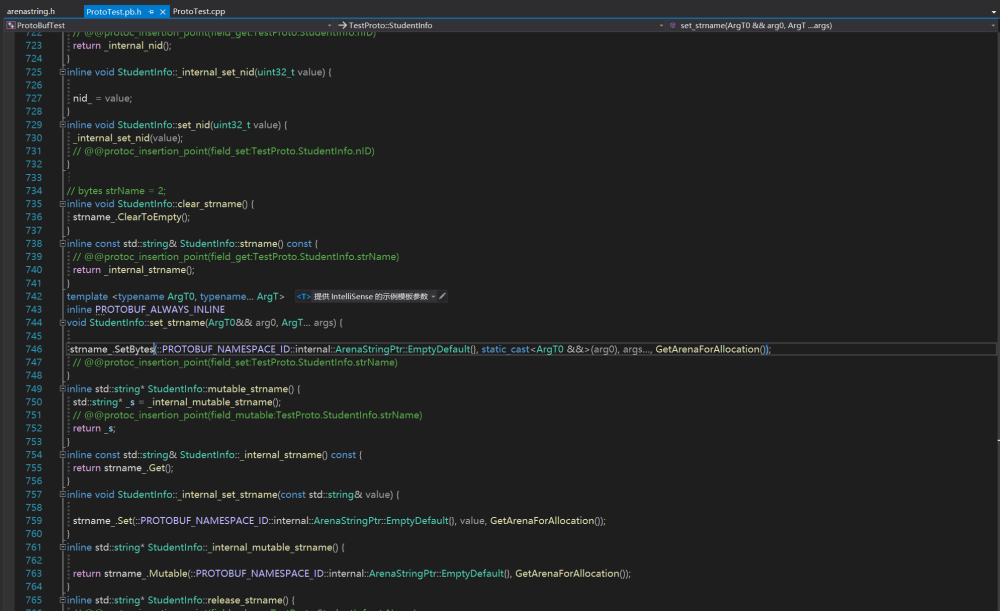 arenastring.h
ProtoTest.pb.h
ProtoTest.cpp
ProtoBufTest
TestProto::StudentInfo
set_strname(ArgT0 && arg0, ArgT ...args)
722 // @@protoc_insertion_point(field_get:TestProto.StudentInfo.nID)
723 return _internal_nid();
724 }
725 inline void StudentInfo::_internal_set_nid(uint32_t value) {
726
727 nid_ = value;
728 }
729 inline void StudentInfo::set_nid(uint32_t value) {
730 _internal_set_nid(value);
731 // @@protoc_insertion_point(field_set:TestProto.StudentInfo.nID)
732 }
733
734 // bytes strName = 2;
735 inline void StudentInfo::clear_strname() {
736 strname_.ClearToEmpty();
737 }
738 inline const std::string& StudentInfo::strname() const {
739 // @@protoc_insertion_point(field_get:TestProto.StudentInfo.strName)
740 return _internal_strname();
741 }
742 template <typename ArgT0, typename... ArgT> <T> 提供 IntelliSense 的示例模板参数
743 inline PROTOBUF_ALWAYS_INLINE
744 void StudentInfo::set_strname(ArgT0&& arg0, ArgT... args) {
745
746 strname_.SetBytes(::PROTOBUF_NAMESPACE_ID::internal::ArenaStringPtr::EmptyDefault{}, static_cast<ArgT0 &&>(arg0), args..., GetArenaForAllocation());
747 // @@protoc_insertion_point(field_set:TestProto.StudentInfo.strName)
748 }
749 inline std::string* StudentInfo::mutable_strname() {
750 std::string* _s = _internal_mutable_strname();
751 // @@protoc_insertion_point(field_mutable:TestProto.StudentInfo.strName)
752 return _s;
753 }
754 inline const std::string& StudentInfo::_internal_strname() const {
755 return strname_.Get();
756 }
757 inline void StudentInfo::_internal_set_strname(const std::string& value) {
758
759 strname_.Set(::PROTOBUF_NAMESPACE_ID::internal::ArenaStringPtr::EmptyDefault{}, value, GetArenaForAllocation());
760 }
761 inline std::string* StudentInfo::_internal_mutable_strname() {
762
763 return strname_.Mutable(::PROTOBUF_NAMESPACE_ID::internal::ArenaStringPtr::EmptyDefault{}, GetArenaForAllocation());
764 }
765 inline std::string* StudentInfo::release_strname() {